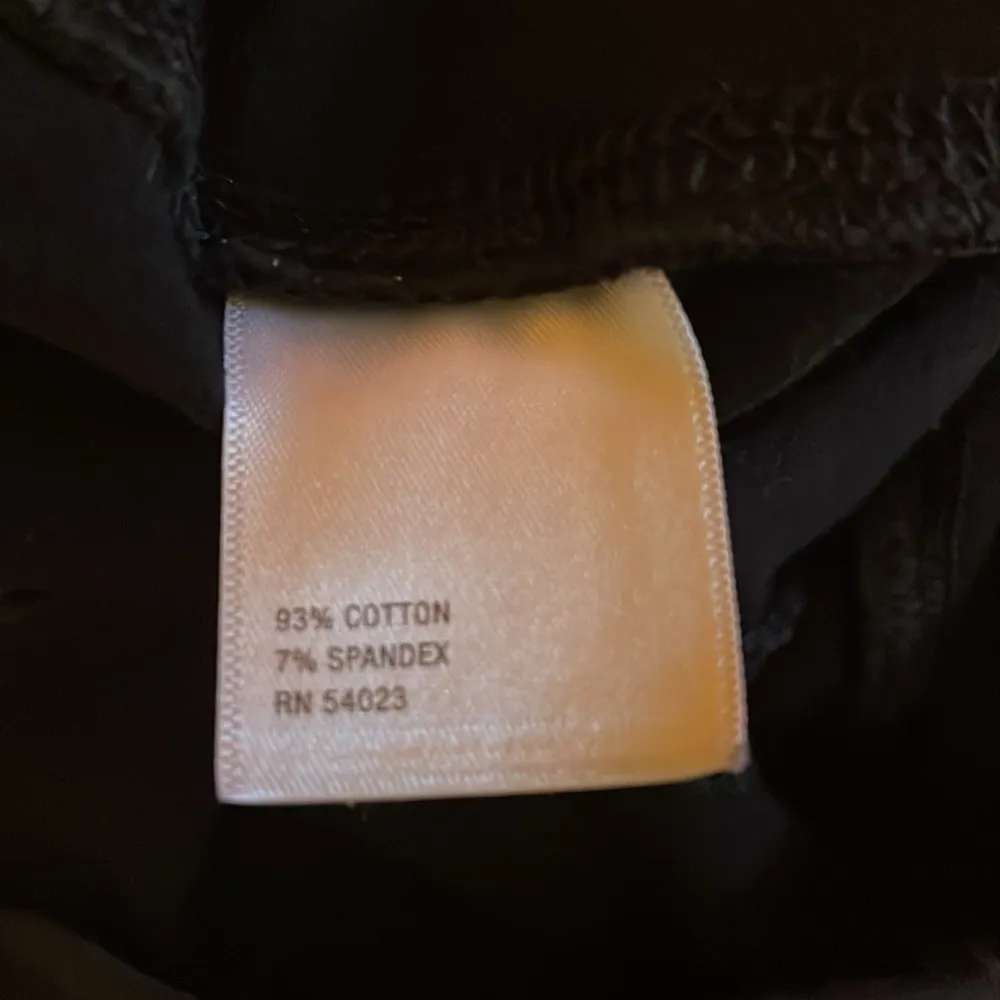 93% COTTON
7% SPANDEX
RN 54023